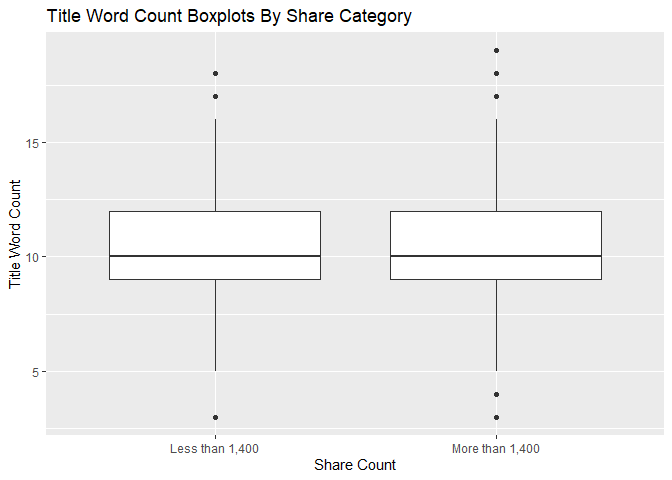 Title Word Count Boxplots By Share Category
Title Word Count
15
10
5
Less than 1,400
More than 1,400
Share Count